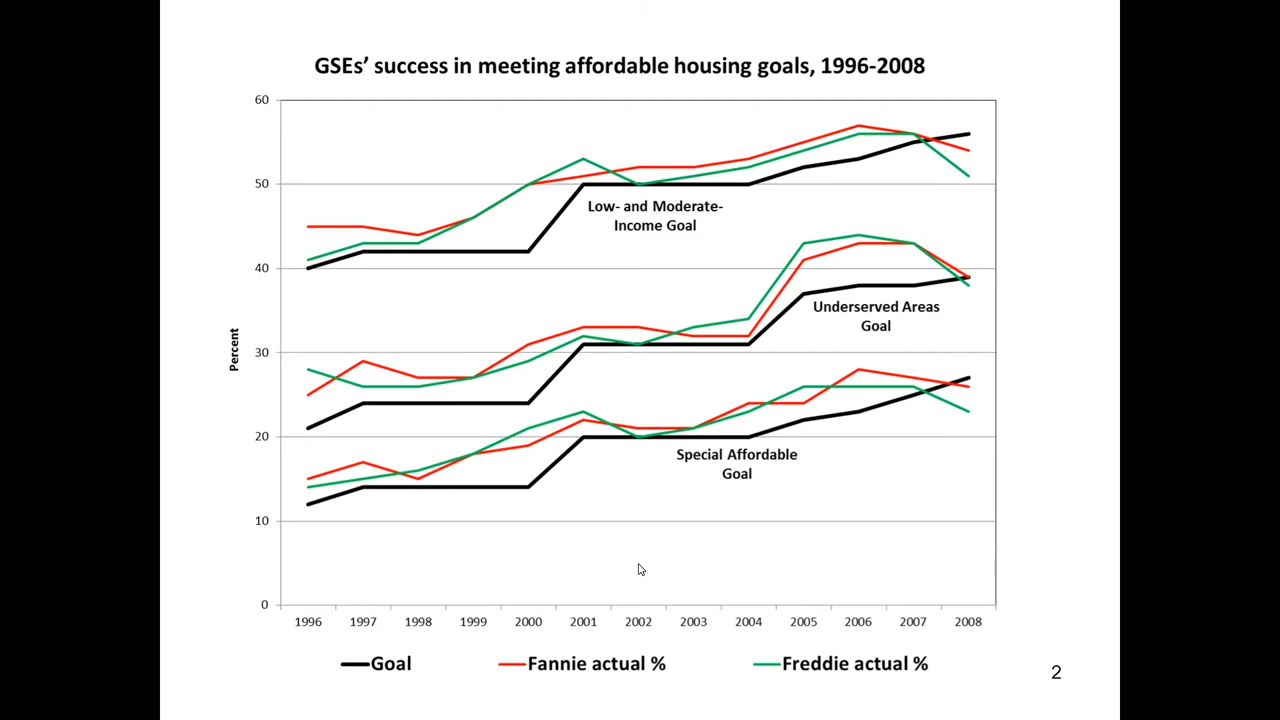 GSEs’ success in meeting affordable housing goals, 1996-2008
60
50
Low- and Moderate-
Income Goal
40
Underserved Areas
Goal
Percent
30
20
Special Affordable
Goal
10
0
1996 1997 1998 1999 2000 2001 2002 2003 2004 2005 2006 2007 2008
Goal Fannie actual % Freddie actual %
2